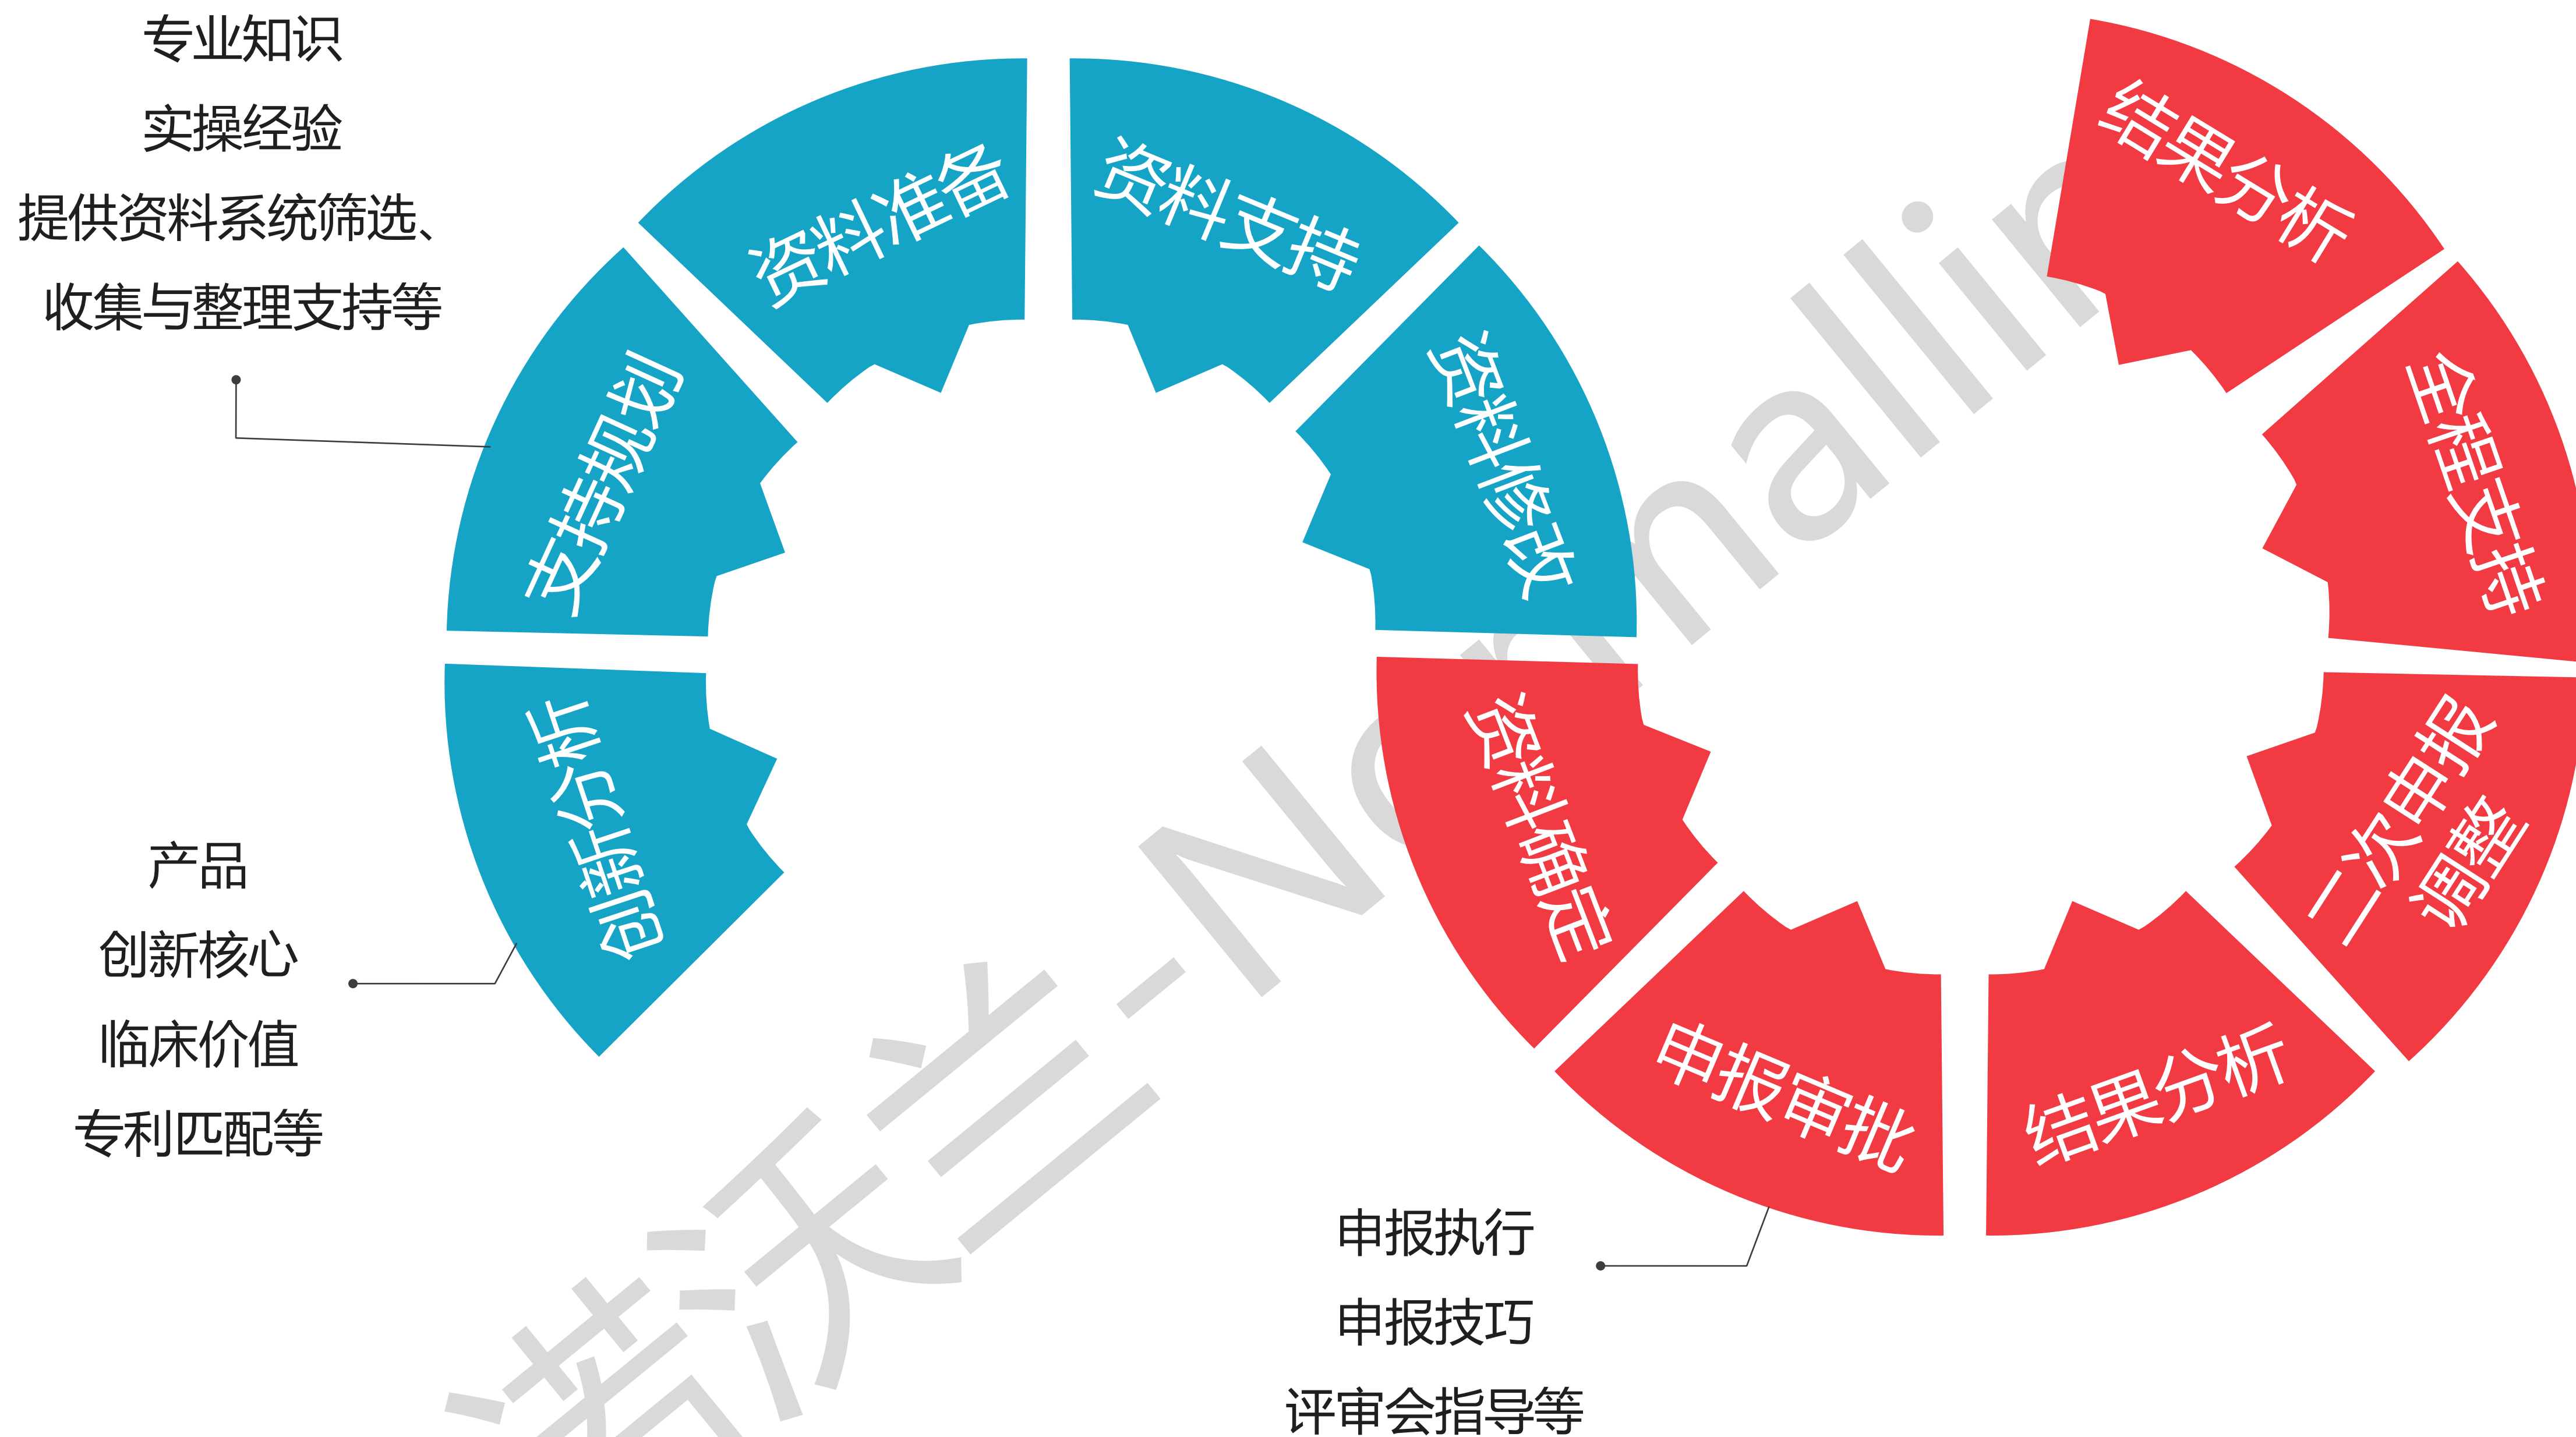 专业知识
实操经验
提供资料系统筛选、
收集与整理支持等
产品
创新核心
临床价值
专利匹配等
创新分析
支持规划
资料准备
资料支持
资料修改
资料确定
申报审批
结果分析
二次申报
调整
全程支持
结果分析
申报执行
申报技巧
评审会指导等
诺沃兰-Normallin